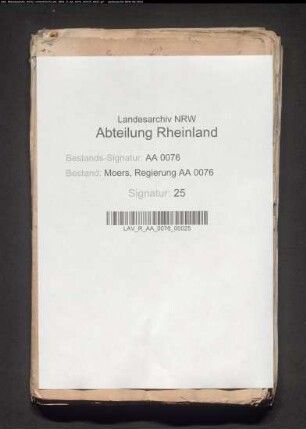 Landesarchiv NRW
Abteilung Rheinland
Bestands-Signatur: AA 0076
Bestand: Moers, Regierung AA 0076
Signatur: 25
LAV_R_AA_0076_00025